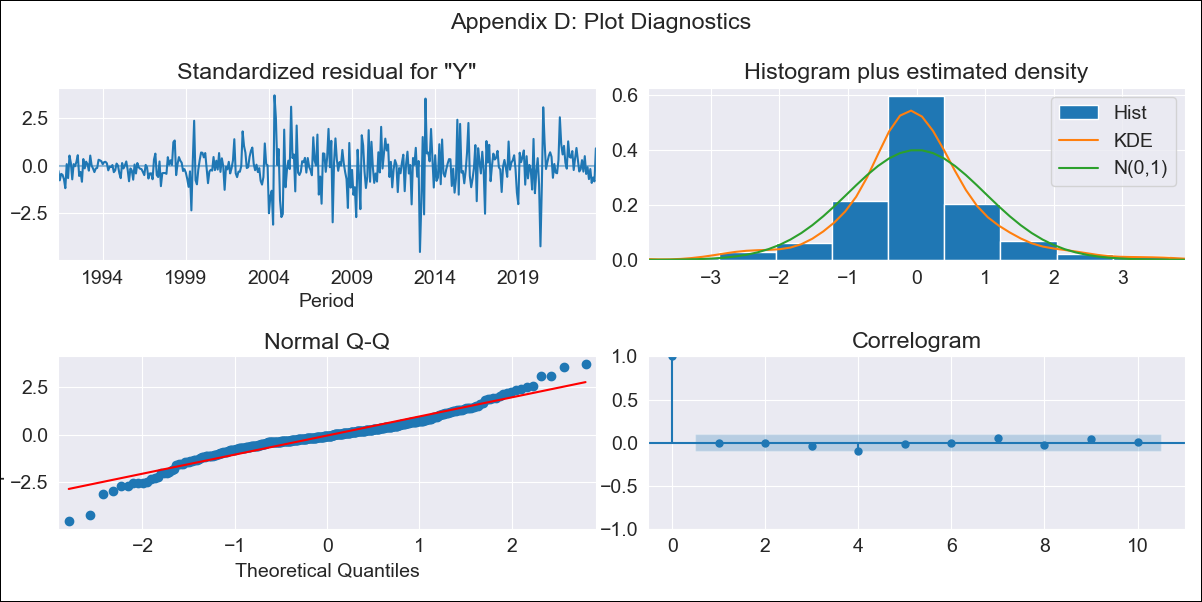 Appendix D: Plot Diagnostics
Standardized residual for "Y"
2.5
0.0
−2.5
1994 1999 2004 2009 2014 2019
Period
Histogram plus estimated density
0.6
0.4
0.2
0.0
−3 −2 −1 0 1 2 3
Hist
KDE
N(0,1)
Normal Q-Q
2.5
0.0
−2.5
−2 −1 0 1 2
Theoretical Quantiles
Correlogram
1.0
0.5
0.0
−0.5
−1.0
0 2 4 6 8 10